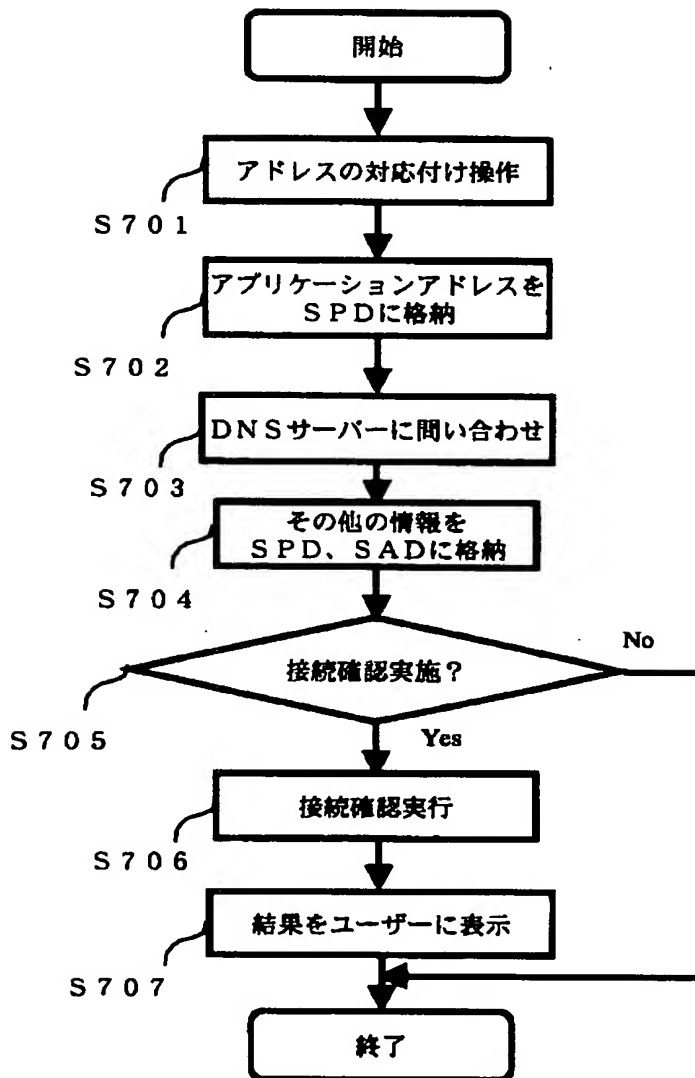 開始
アドレスの対応付け操作
S701
アプリケーションアドレスを
SPDに格納
S702
DNSサーバーに問い合わせ
S703
その他の情報を
SPD、SADに格納
S704
接続確認実施?
No
S705
Yes
接続確認実行
S706
結果をユーザーに表示
S707
終了